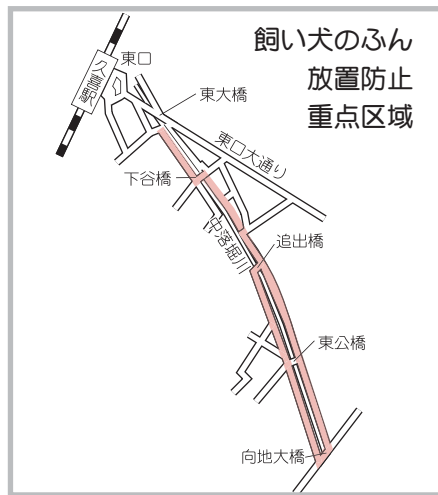 飼い犬のふん
放置防止
重点区域
久喜駅
東口
東大橋
東口大通り
下谷橋
中落堀川
追出橋
東公橋
向地大橋